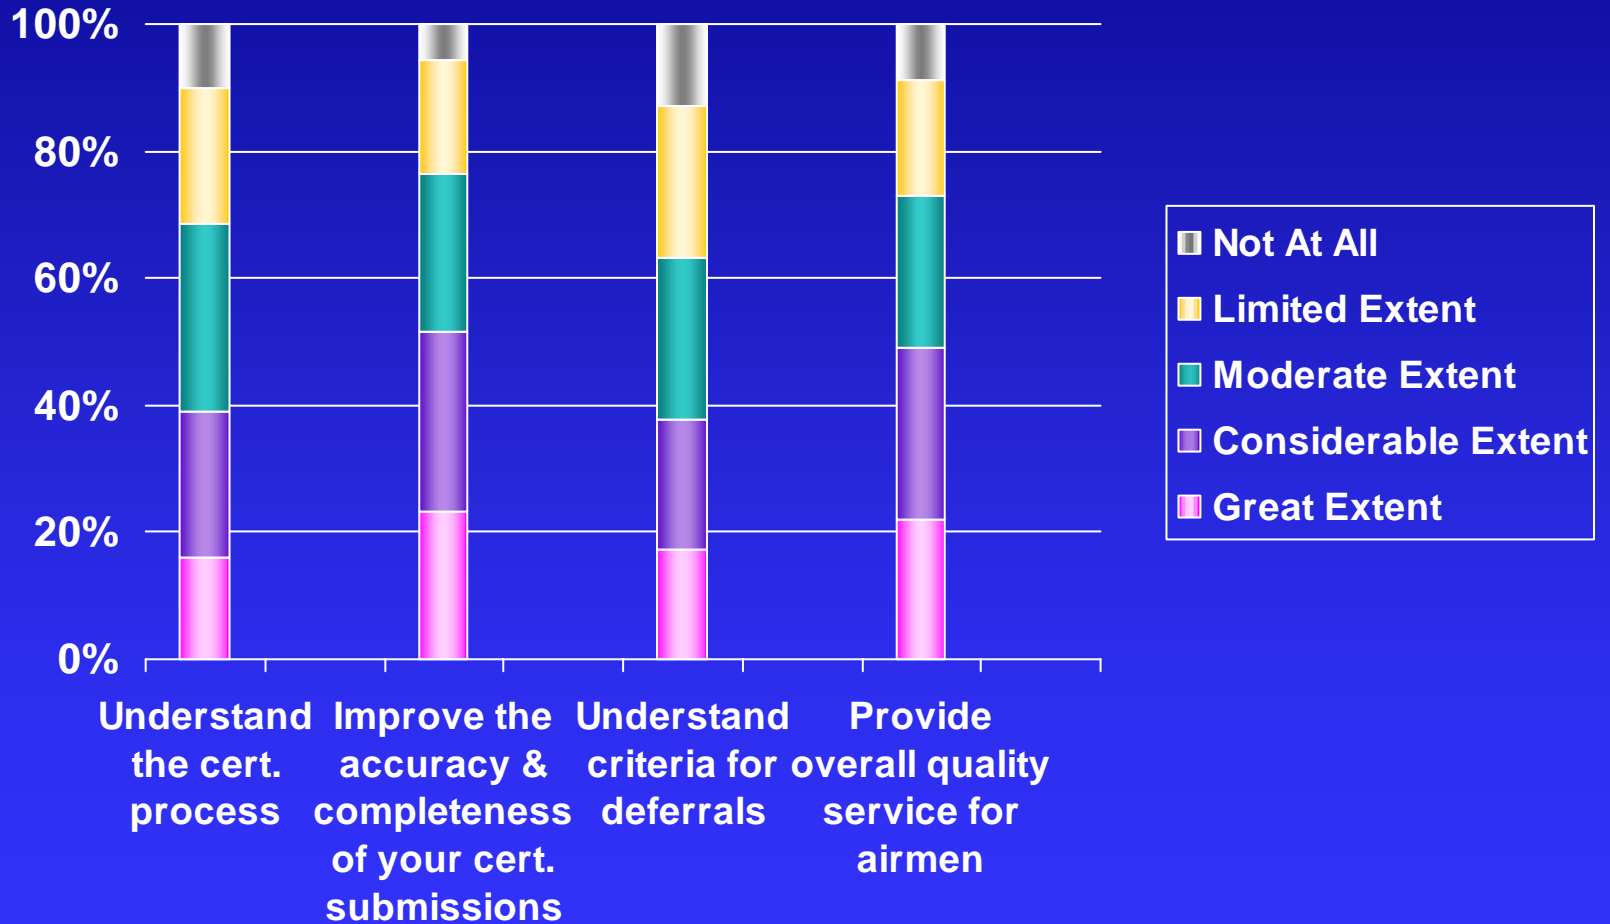 100%
80%
60%
40%
20%
0%
Understand
the cert.
process
Improve the
accuracy &
completeness
of your cert.
submissions
Understand
criteria for
deferrals
Provide
overall quality
service for
airmen
Not At All
Limited Extent
Moderate Extent
Considerable Extent
Great Extent